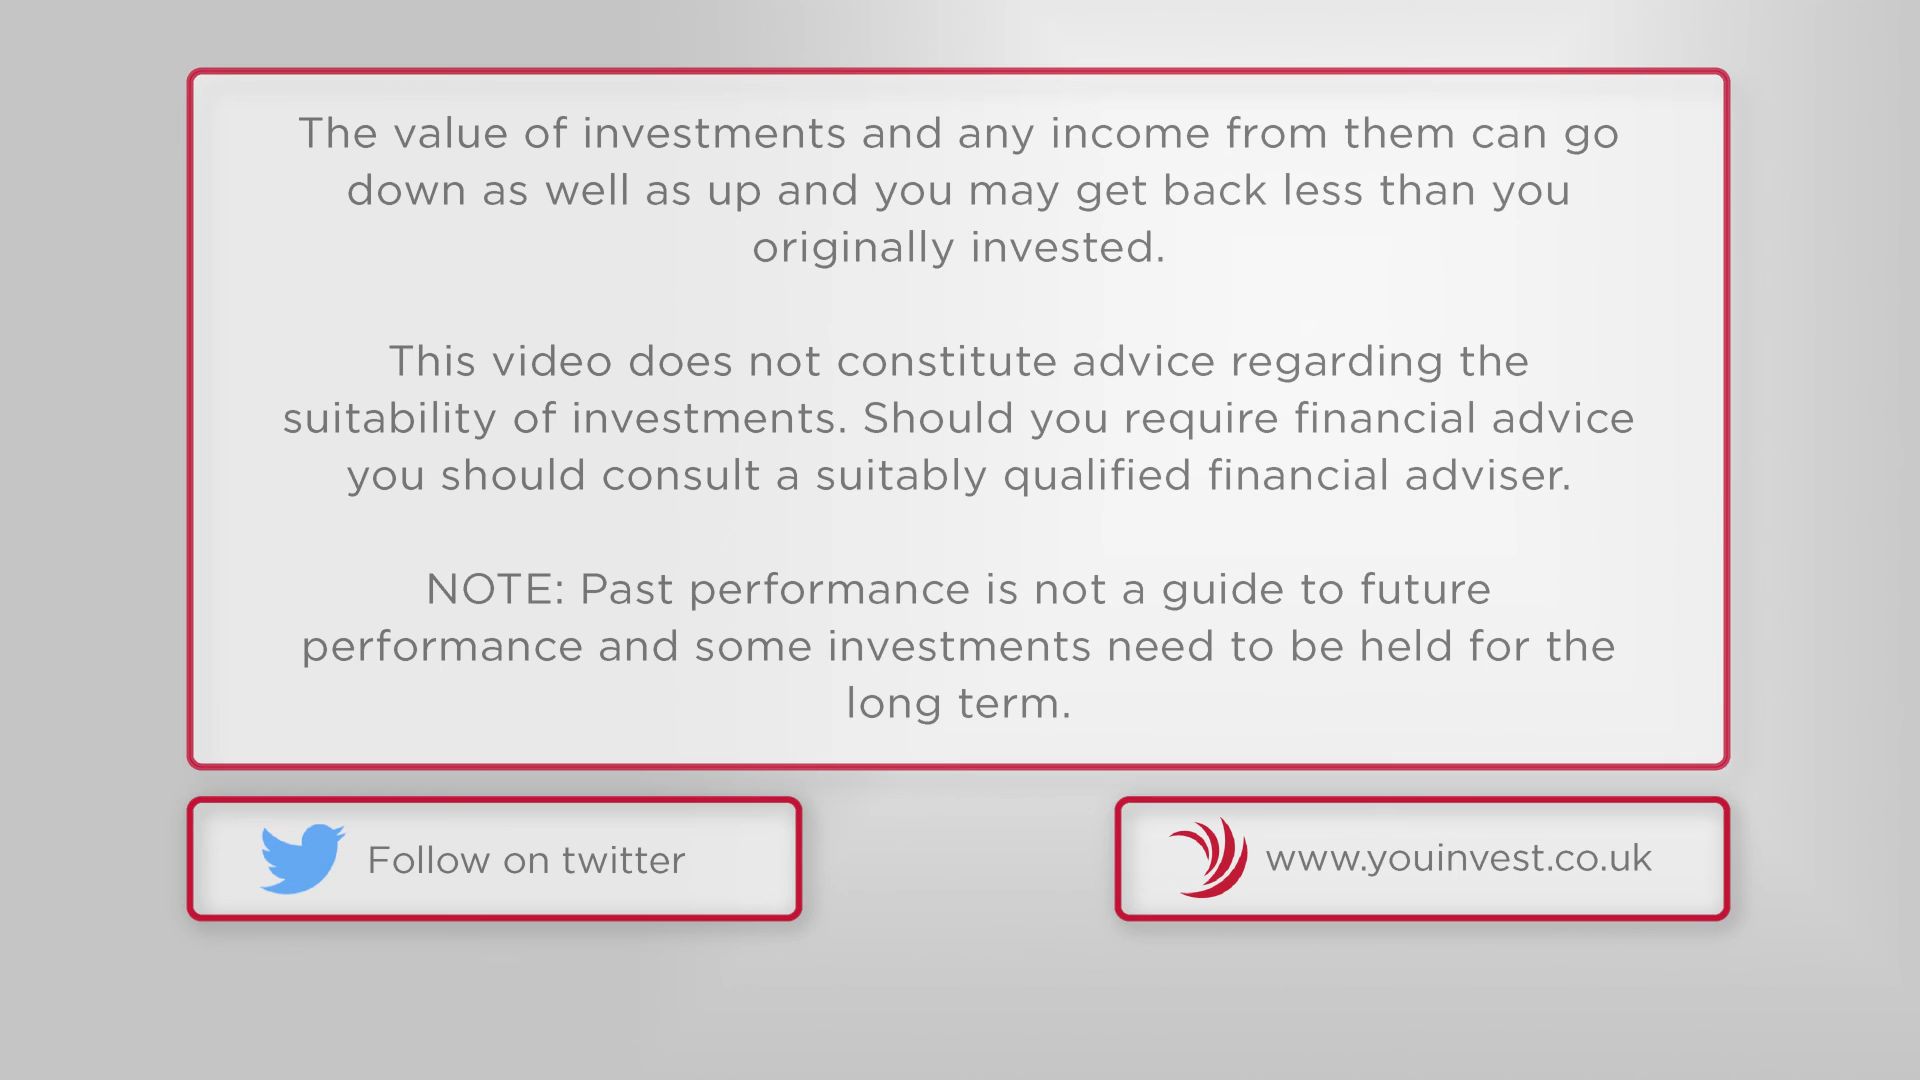 The value of investments and any income from them can go
down as well as up and you may get back less than you
originally invested.
This video does not constitute advice regarding the
suitability of investments. Should you require financial advice
you should consult a suitably qualified financial adviser.
NOTE: Past performance is not a guide to future
performance and some investments need to be held for the
long term.
Follow on twitter
www.youinvest.co.uk